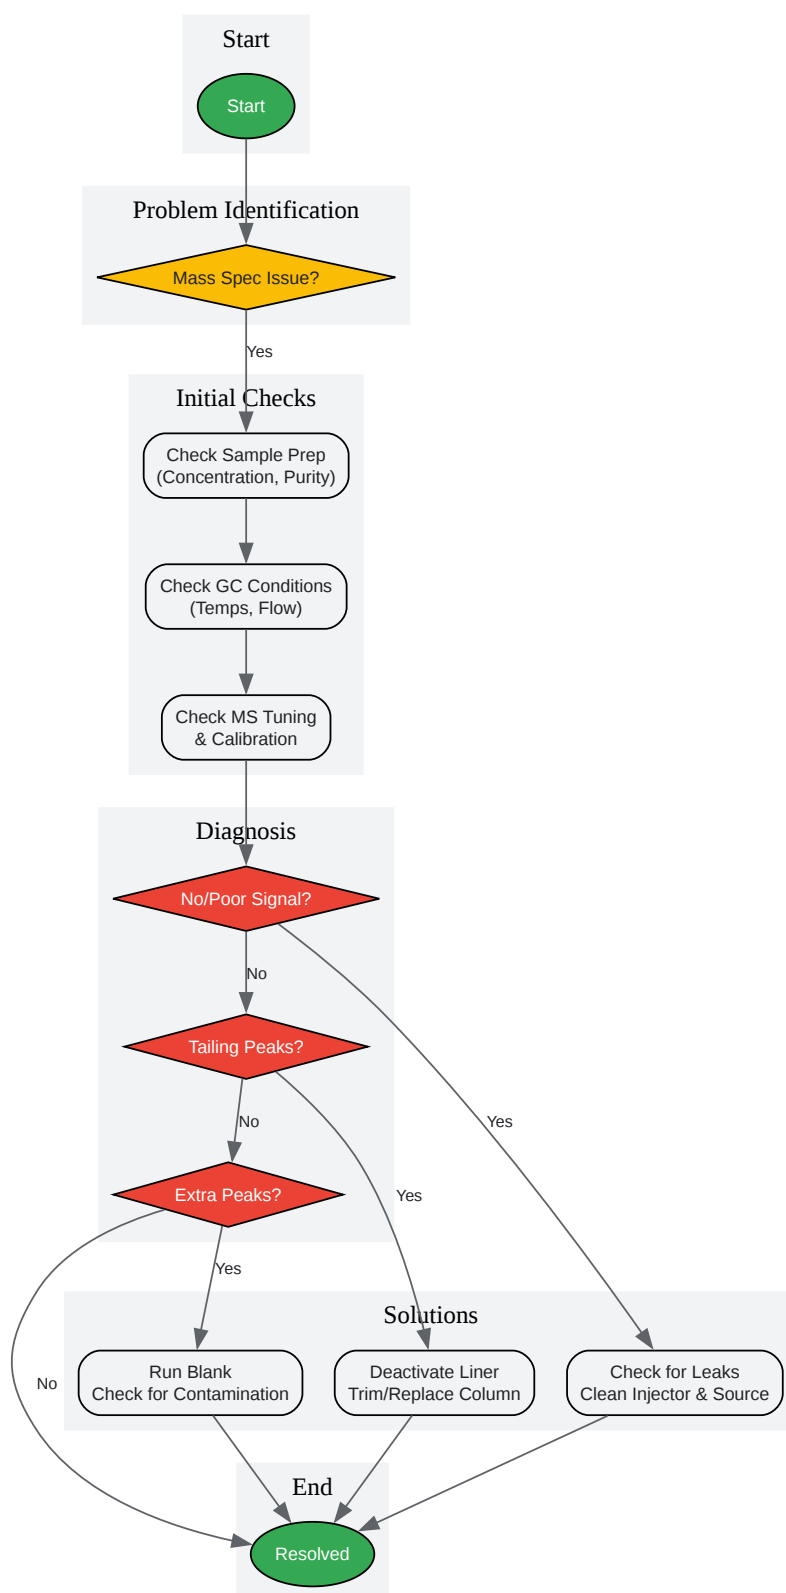 Start
Start
Problem Identification
Mass Spec Issue?
Yes
Initial Checks
Check Sample Prep
(Concentration, Purity)
Check GC Conditions
(Temps, Flow)
Check MS Tuning
& Calibration
Diagnosis
No/Poor Signal?
No
Tailing Peaks?
No
Yes
Extra Peaks?
Yes
Yes
Solutions
No
Run Blank
Check for Contamination
Deactivate Liner
Trim/Replace Column
Check for Leaks
Clean Injector & Source
End
Resolved